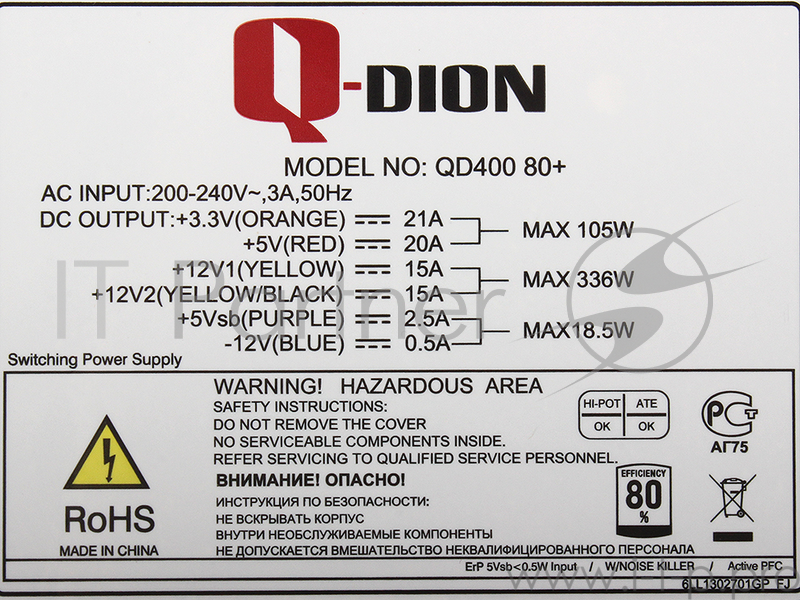 Q-DION
MODEL NO: QD400 80+
AC INPUT:200-240V~,3A,50Hz
DC OUTPUT:+3.3V(ORANGE) 21A
+5V(RED) 20A
MAX 105W
+12V1(YELLOW) 15A
+12V2(YELLOW/BLACK) 15A
MAX 336W
+5Vsb(PURPLE) 2.5A
-12V(BLUE) 0.5A
MAX18.5W
IT Partner
Switching Power Supply
WARNING! HAZARDOUS AREA
SAFETY INSTRUCTIONS:
DO NOT REMOVE THE COVER
NO SERVICEABLE COMPONENTS INSIDE.
REFER SERVICING TO QUALIFIED SERVICE PERSONNEL.
ВНИМАНИЕ! ОПАСНО!
ИНСТРУКЦИЯ ПО БЕЗОПАСНОСТИ:
НЕ ВСКРЫВАТЬ КОРПУС
ВНУТРИ НЕОБСЛУЖИВАЕМЫЕ КОМПОНЕНТЫ
НЕ ДОПУСКАЕТСЯ ВМЕШАТЕЛЬСТВО НЕКВАЛИФИЦИРОВАННОГО ПЕРСОНАЛА
RoHS
MADE IN CHINA
HI-POT ATE
OK OK
РСТ
АГ75
EFFICIENCY
80
%
ErP 5Vsb<0.5W Input / W/NOISE KILLER / Active PFC
6LL1302701GP FJ